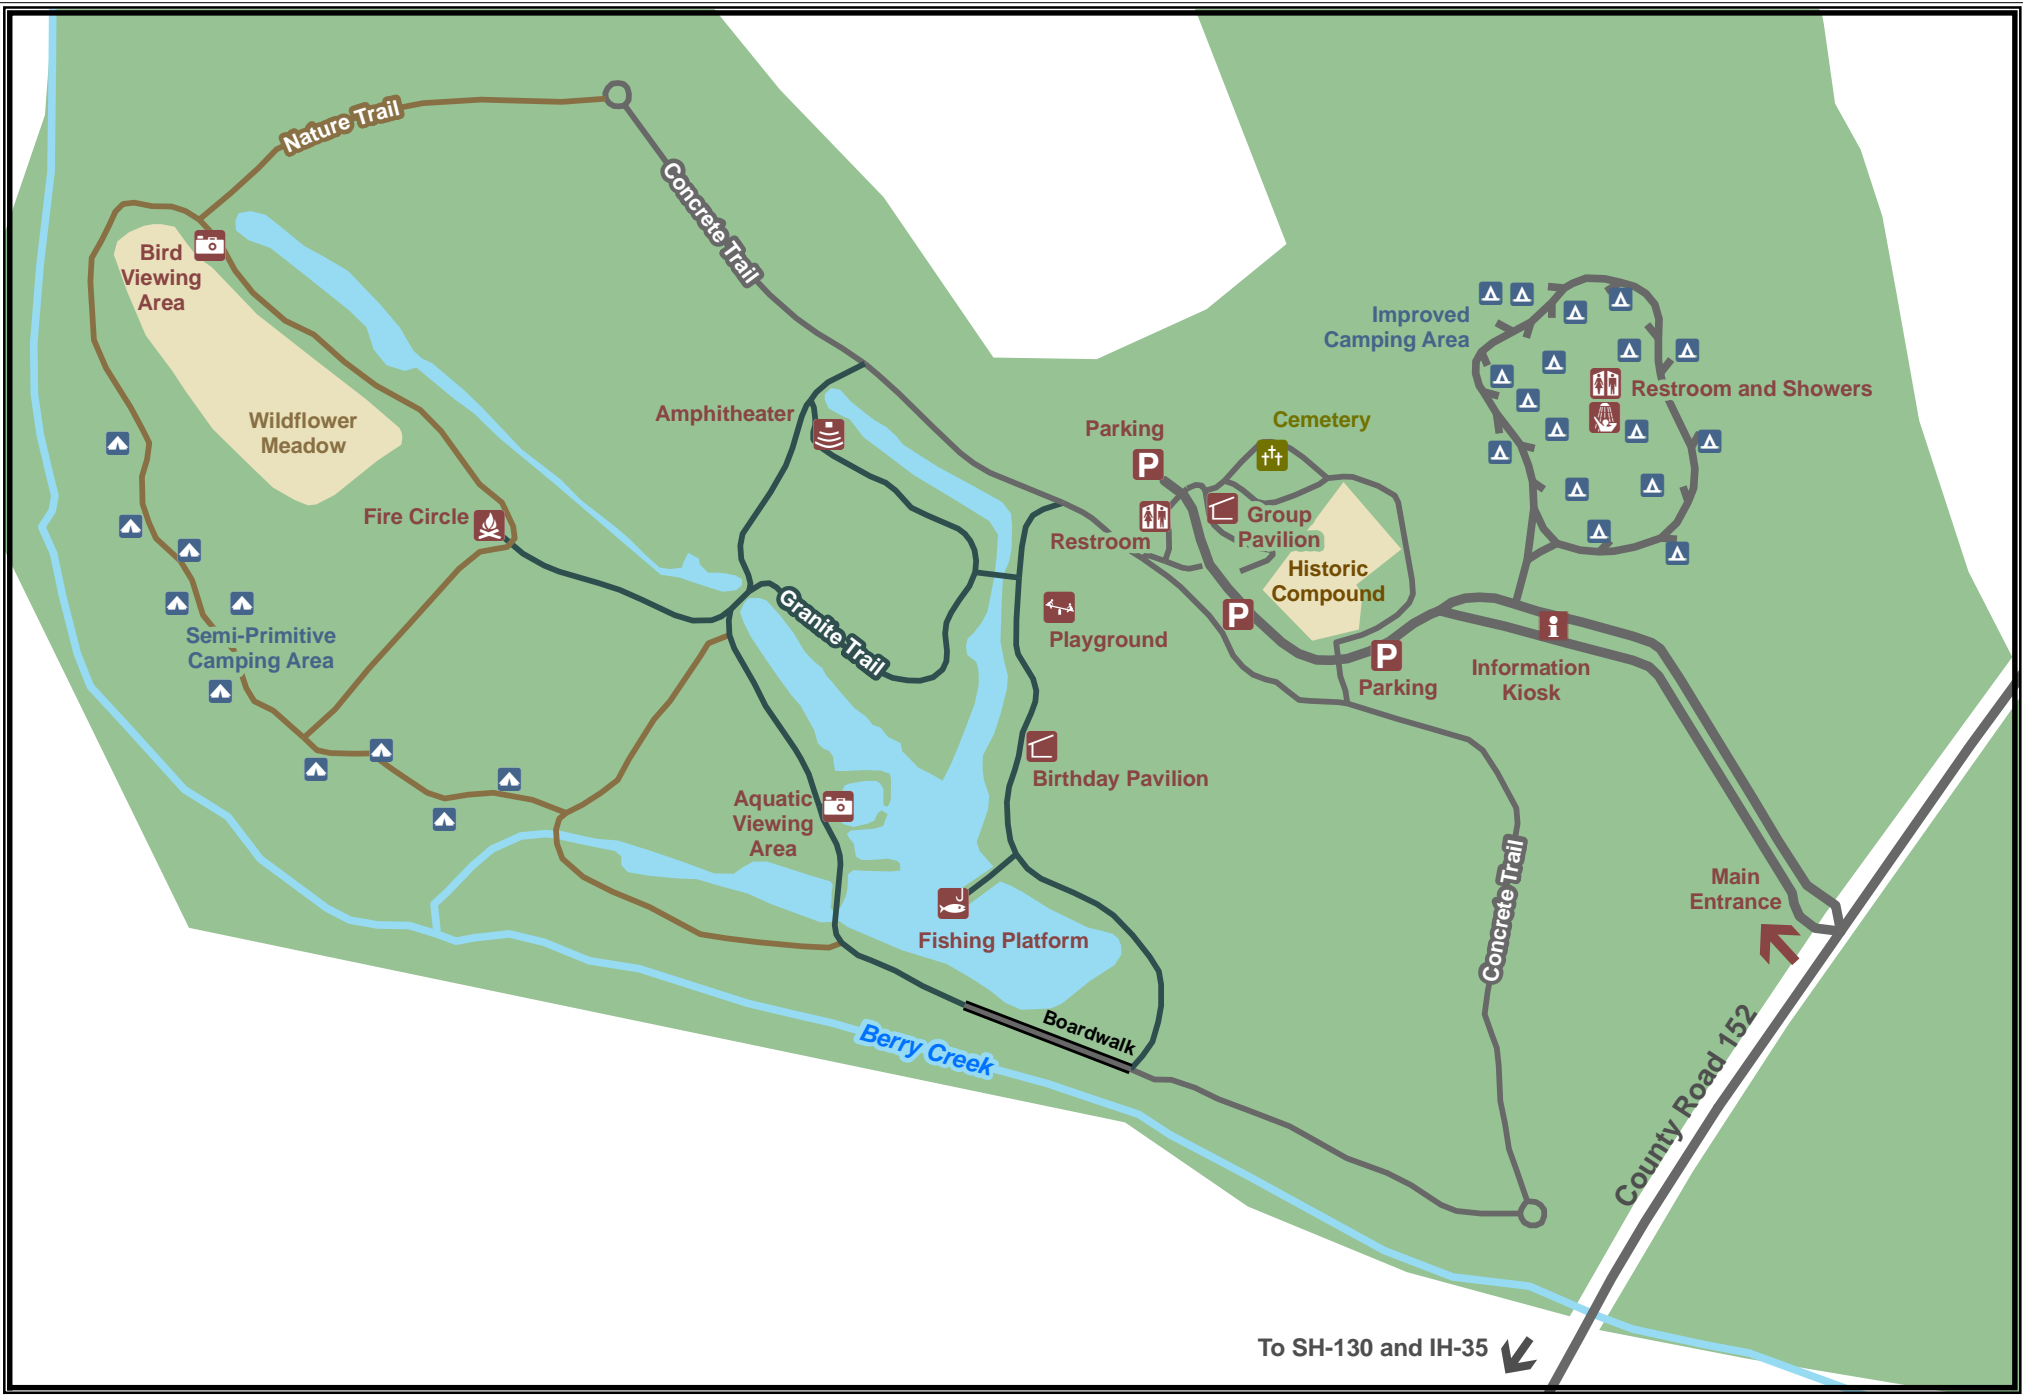 Nature Trail
Concrete Trail
Bird
Viewing
Area
Wildflower
Meadow
Fire Circle
Amphitheater
Semi-Primitive
Camping Area
Granite Trail
Aquatic
Viewing
Area
Fishing Platform
Boardwalk
Berry Creek
Parking
P
Cemetery
Restroom
Group
Pavilion
Historic
Compound
Playground
P
Birthday Pavilion
P
Parking
Improved
Camping Area
Restroom and Showers
i
Information
Kiosk
Concrete Trail
Main
Entrance
County Road 152
To SH-130 and IH-35